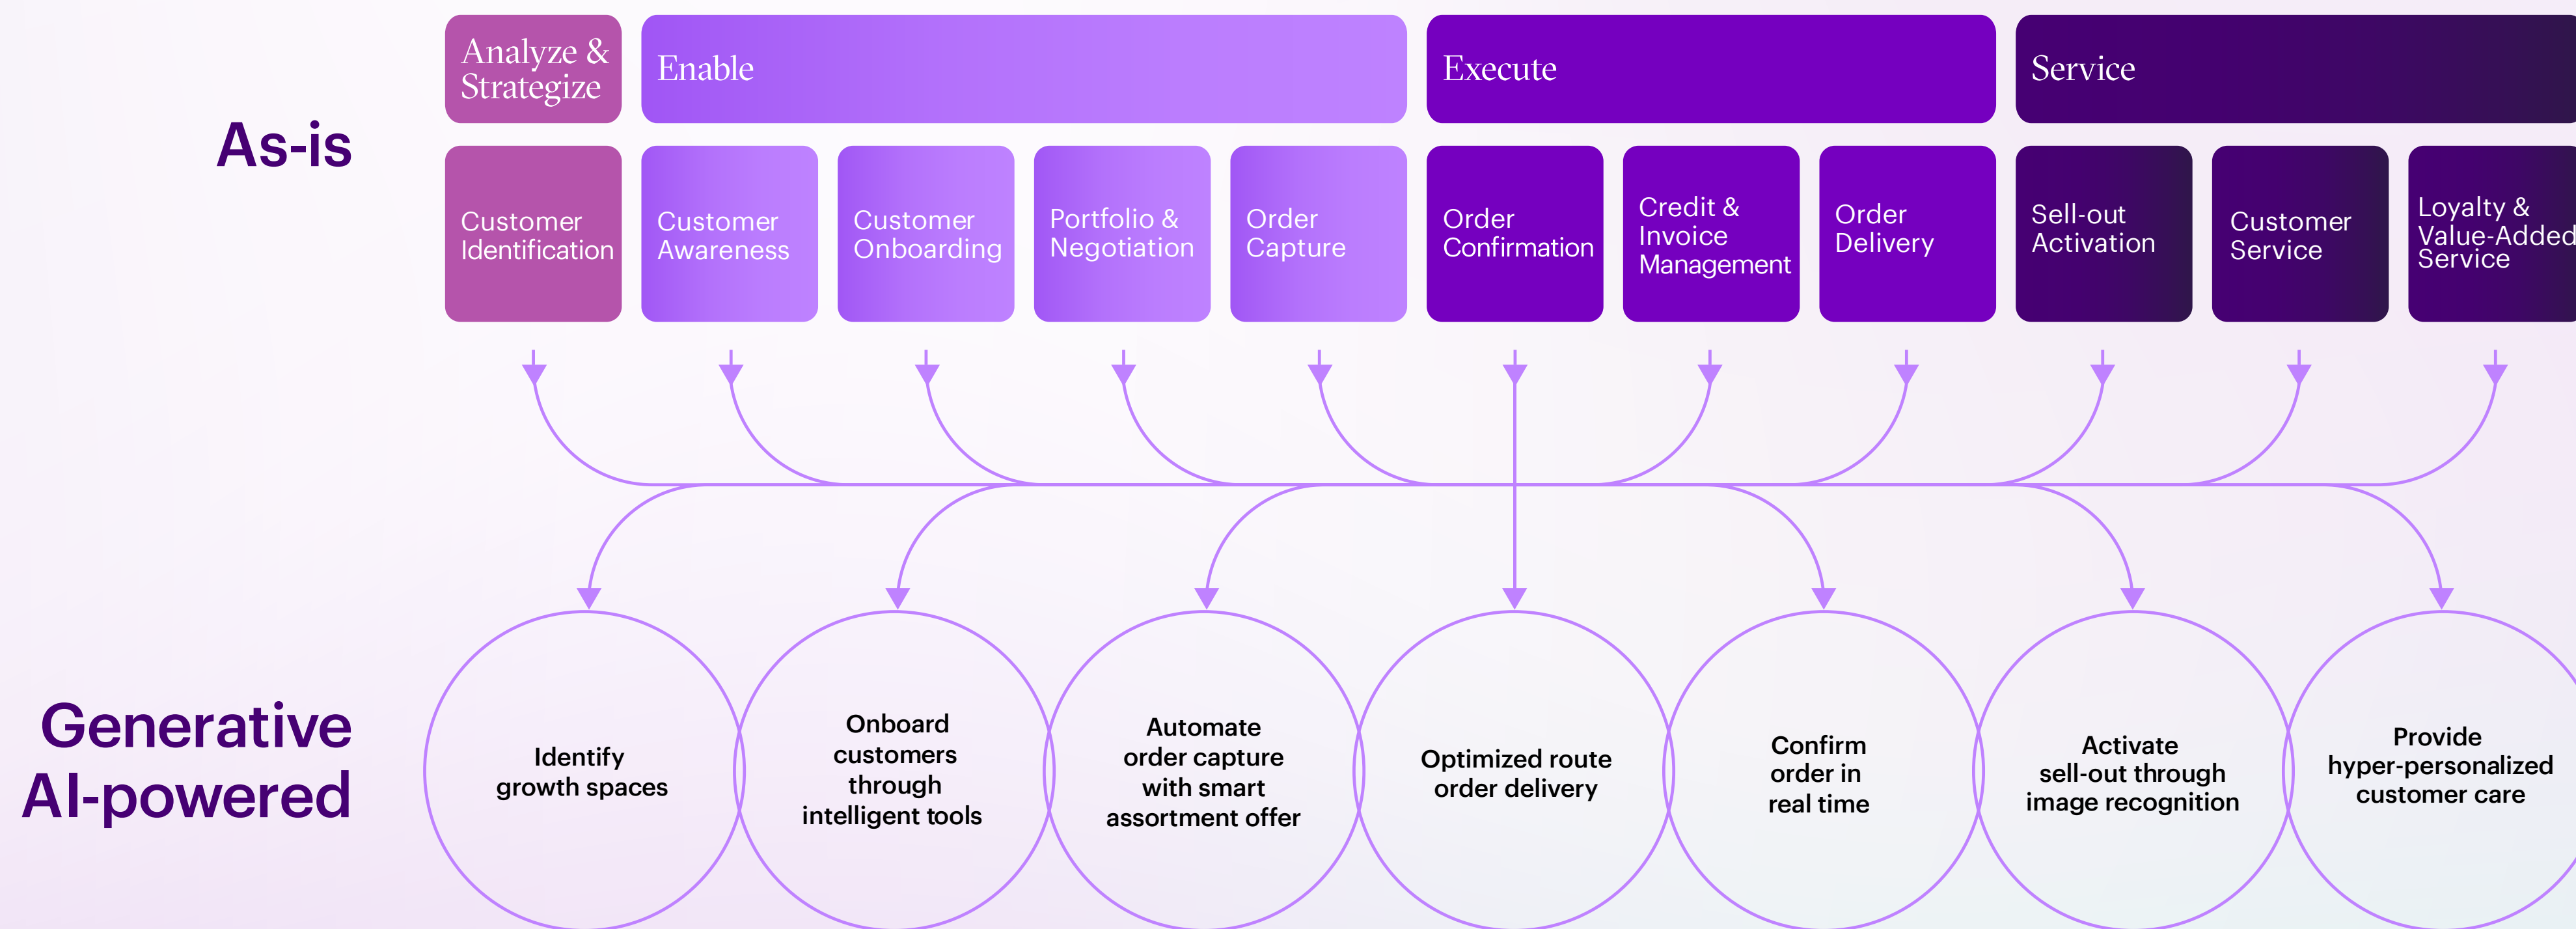 As-is
Analyze &
Strategize
Enable
Execute
Service
Customer
Identification
Customer
Awareness
Customer
Onboarding
Portfolio &
Negotiation
Order
Capture
Order
Confirmation
Credit &
Invoice
Management
Order
Delivery
Sell-out
Activation
Customer
Service
Loyalty &
Value-Added
Service
Generative
AI-powered
Identify
growth spaces
Onboard
customers
through
intelligent tools
Automate
order capture
with smart
assortment offer
Optimized route
order delivery
Confirm
order in
real time
Activate
sell-out through
image recognition
Provide
hyper-personalized
customer care